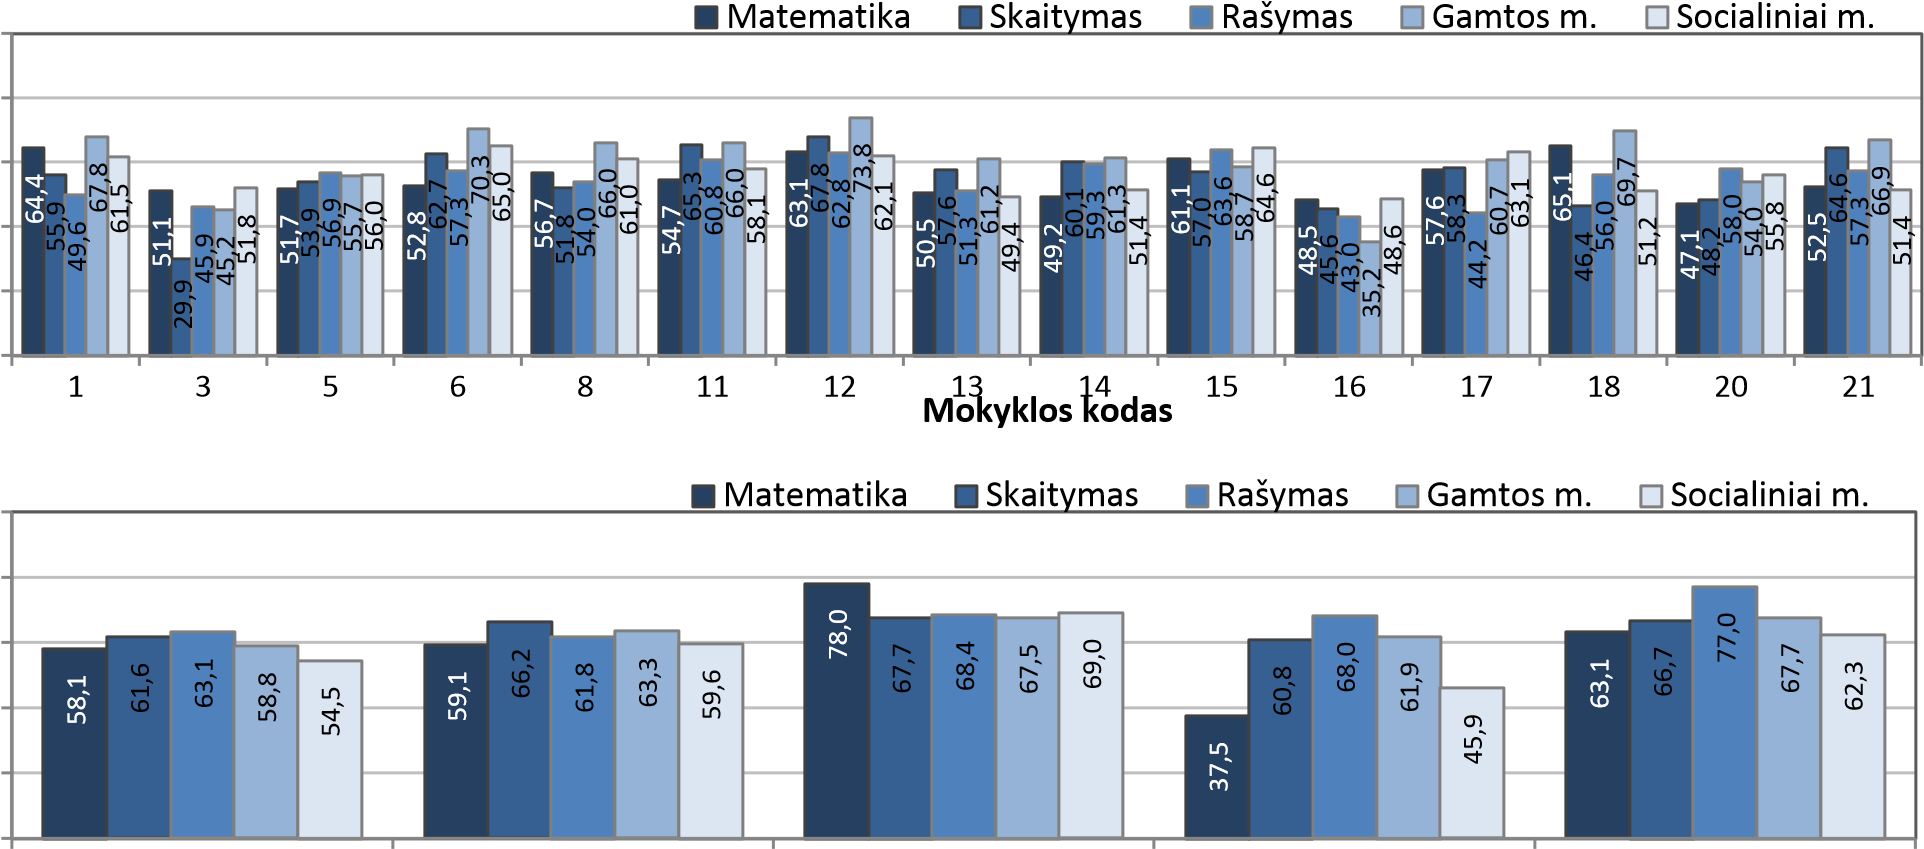 Matematika Skaitymas Rašymas Gamtos m. Socialiniai m.
64,4 55,9 49,6 67,8 61,5
51,1 29,9 45,9 45,2 51,8
51,7 53,9 56,9 55,7 56,0
52,8 62,7 57,3 70,3 65,0
56,7 51,8 54,0 66,0 61,0
54,7 65,3 60,8 66,0 58,1
63,1 67,8 62,8 73,8 62,1
50,5 57,6 51,3 61,2 49,4
49,2 60,1 59,3 61,3 51,4
61,1 57,0 63,6 58,7 64,6
48,5 45,6 43,0 35,2 48,6
57,6 58,3 44,2 60,7 63,1
65,1 46,4 56,0 69,7 51,2
47,1 48,2 58,0 54,0 55,8
52,5 64,6 57,3 66,9 51,4
1 3 5 6 8 11 12 13 14 15 16 17 18 20 21
Mokyklos kodas
Matematika Skaitymas Rašymas Gamtos m. Socialiniai m.
58,1 61,6 63,1 58,8 54,5
59,1 66,2 61,8 63,3 59,6
78,0 67,7 68,4 67,5 69,0
37,5 60,8 68,0 61,9 45,9
63,1 66,7 77,0 67,7 62,3